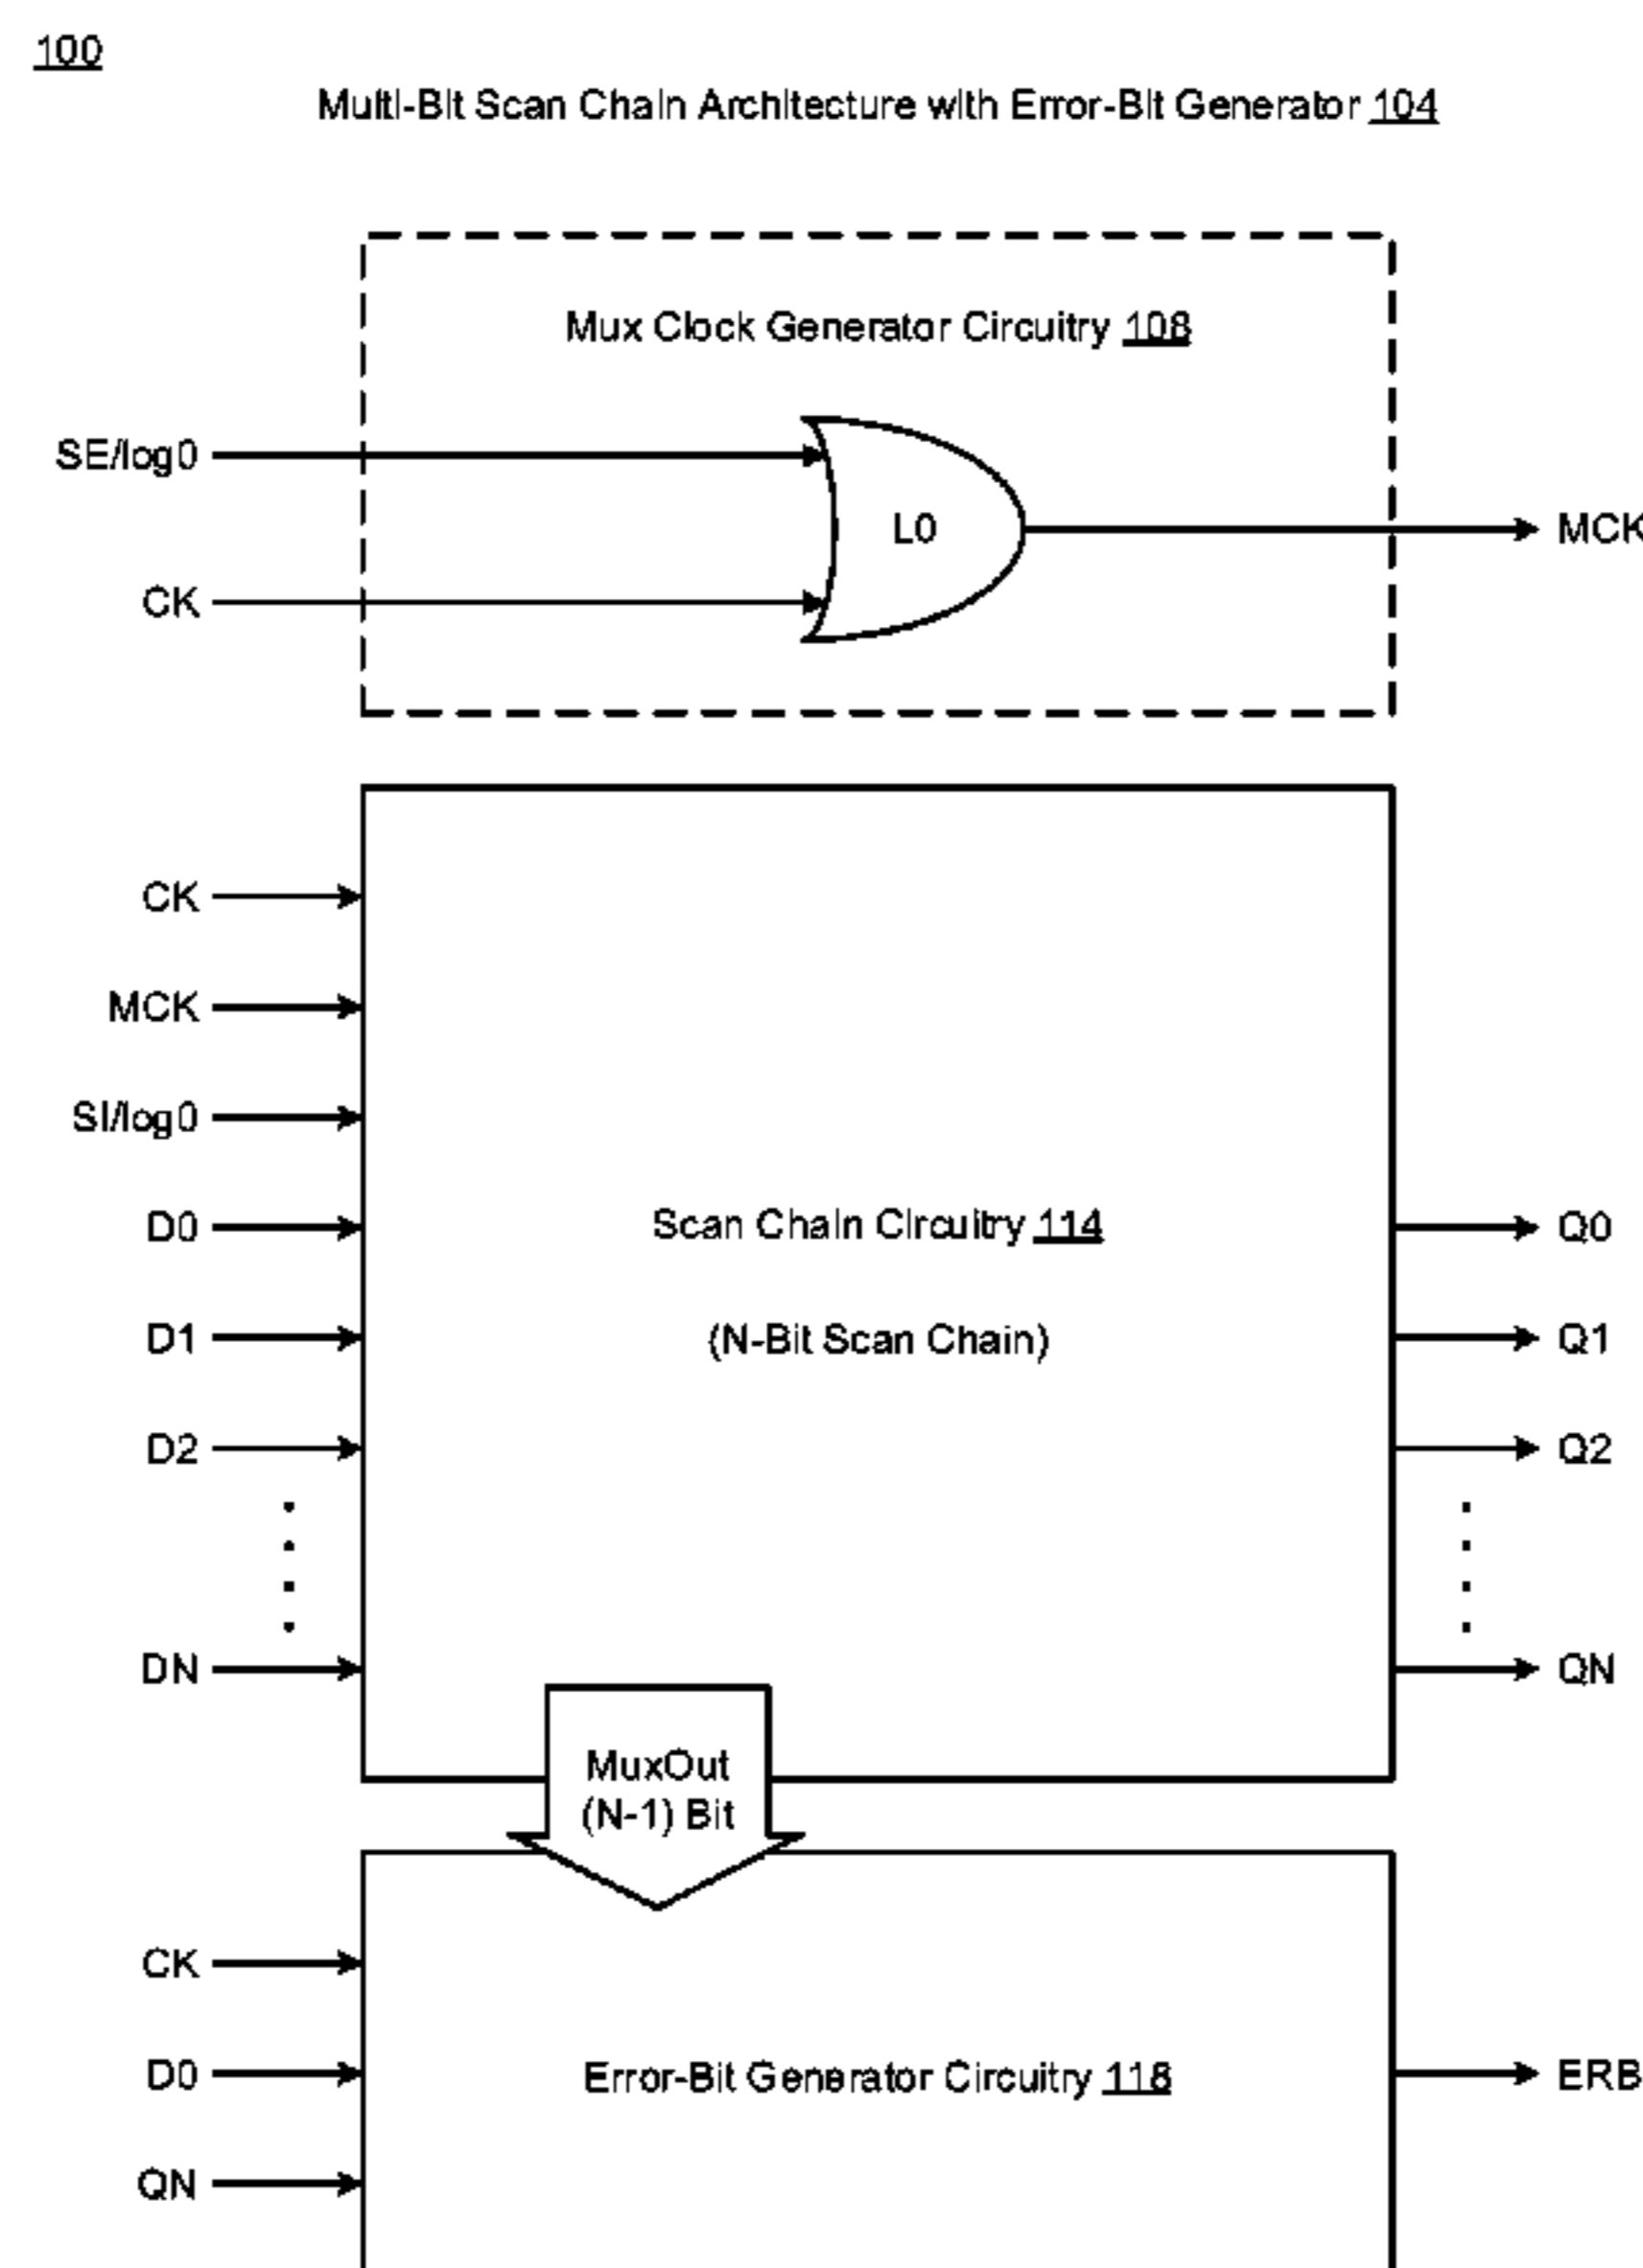 100
Multi-Bit Scan Chain Architecture with Error-Bit Generator 104
Mux Clock Generator Circuitry 108
SE/log0
L0
MCK
CK
CK
MCK
SI/log0
D0
Scan Chain Circuitry 114
Q0
D1
(N-Bit Scan Chain)
Q1
D2
Q2
DN
QN
MuxOut
(N-1) Bit
CK
D0
Error-Bit Generator Circuitry 118
ERB
QN